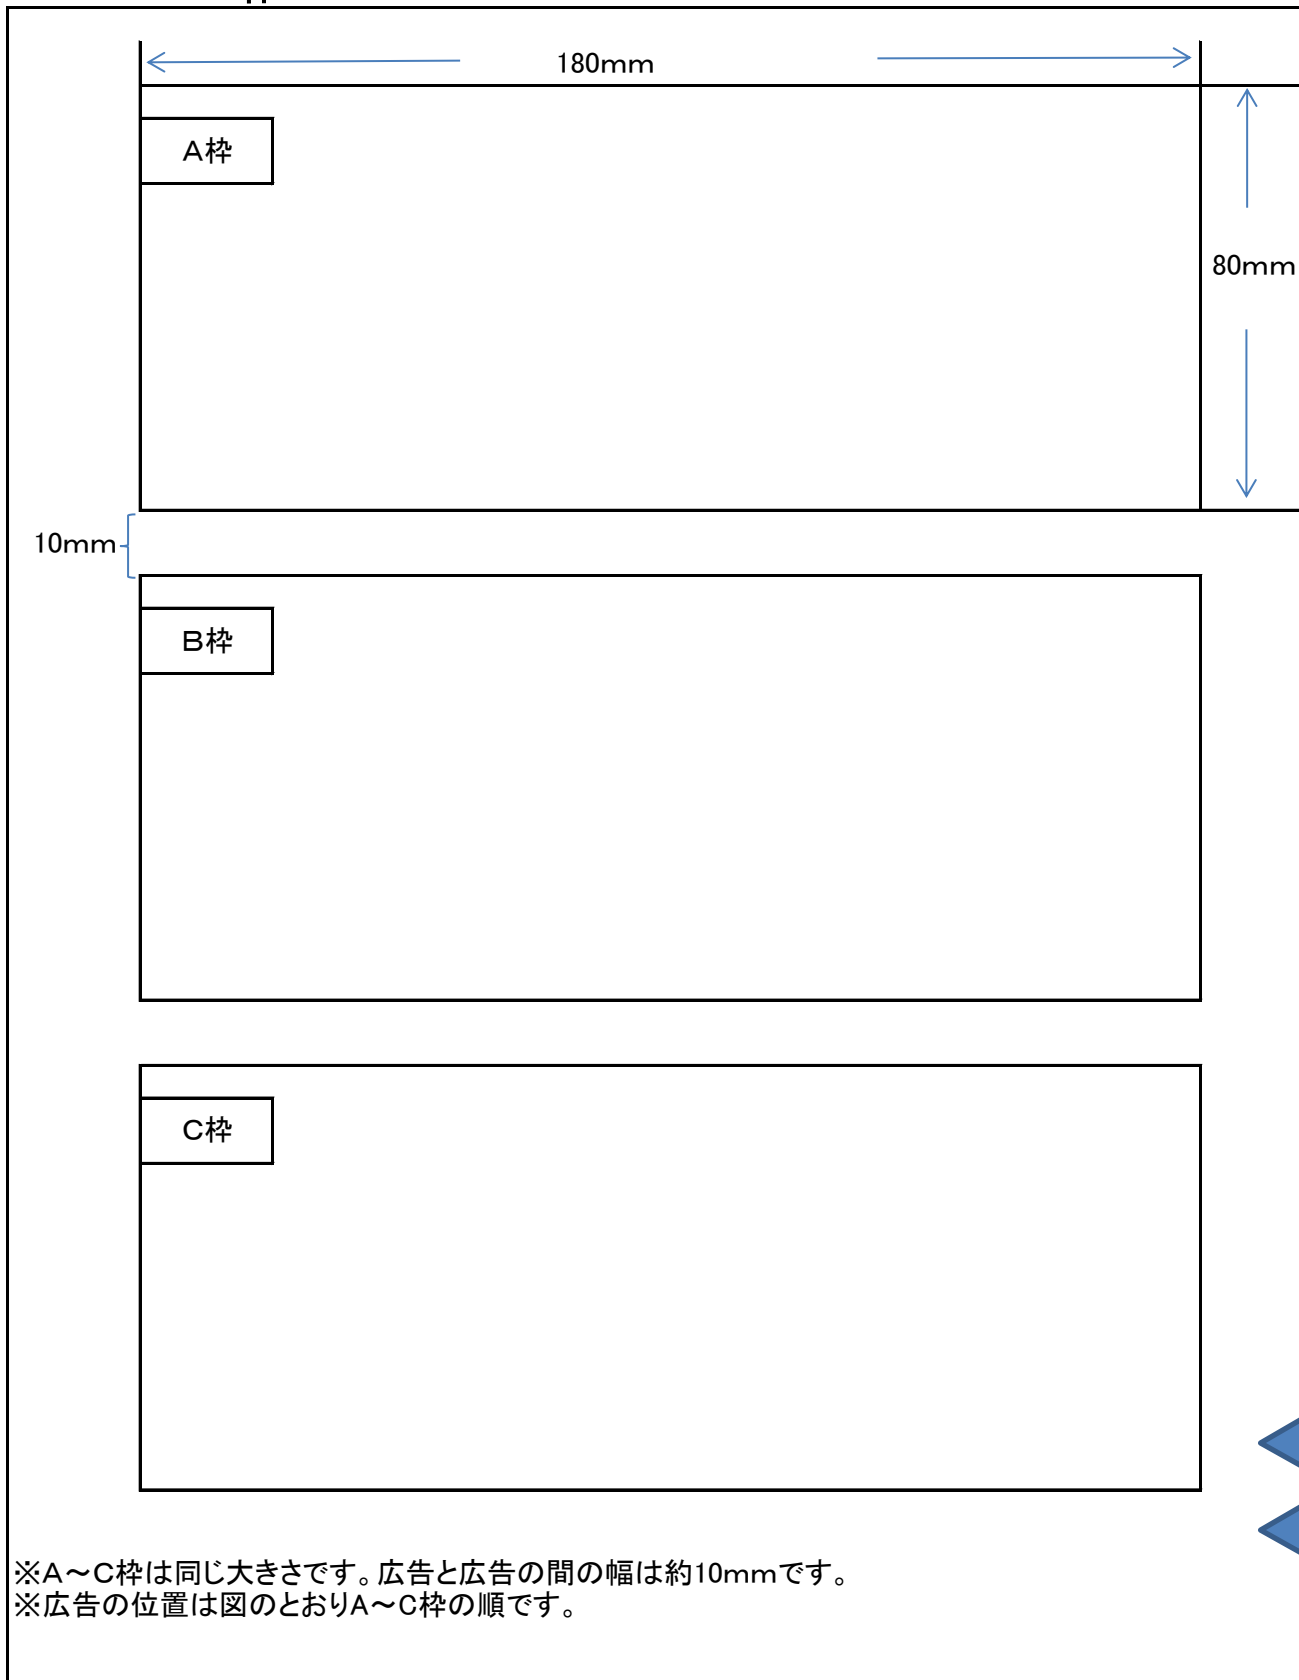 180mm
A枠
80mm
10mm
B枠
C枠
※A～C枠は同じ大きさです。広告と広告の間の幅は約10mmです。
※広告の位置は図のとおりA～C枠の順です。